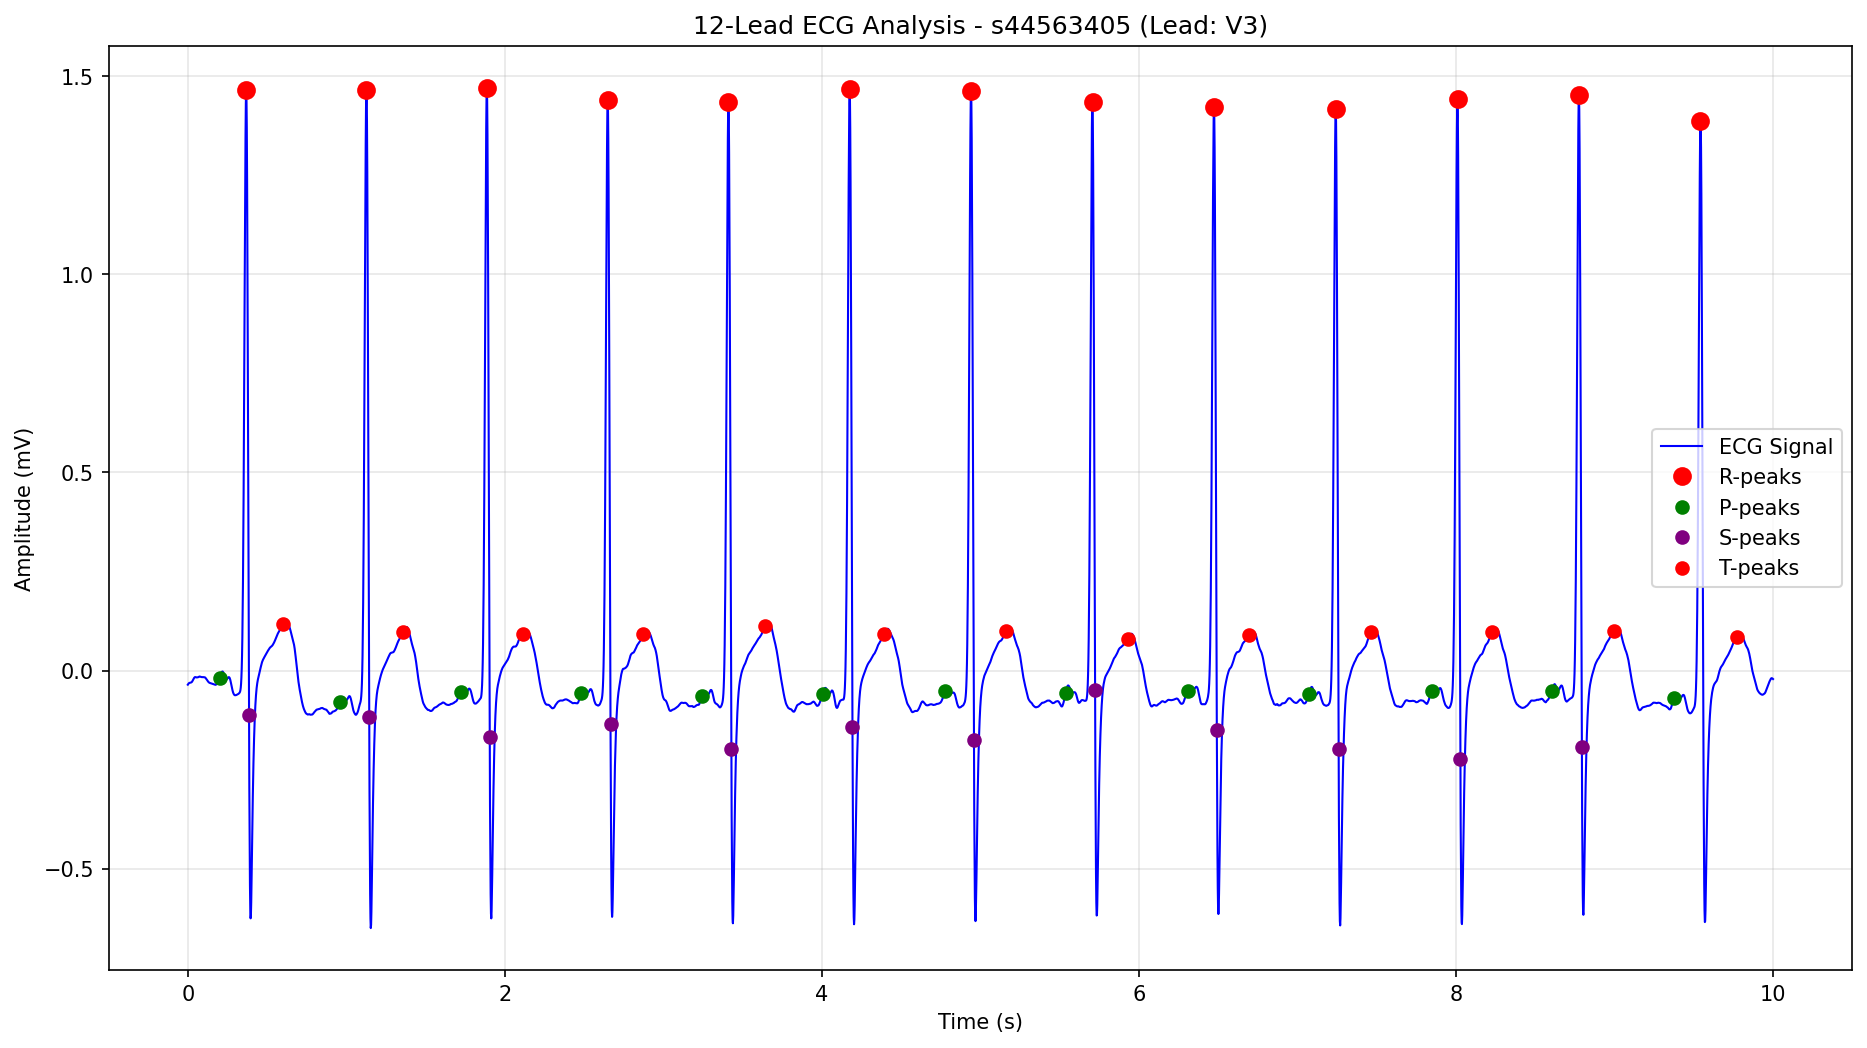 12-Lead ECG Analysis - s44563405 (Lead: V3)
1.5
1.0
0.5
0.0
−0.5
Amplitude (mV)
ECG Signal
R-peaks
P-peaks
S-peaks
T-peaks
0 2 4 6 8 10
Time (s)